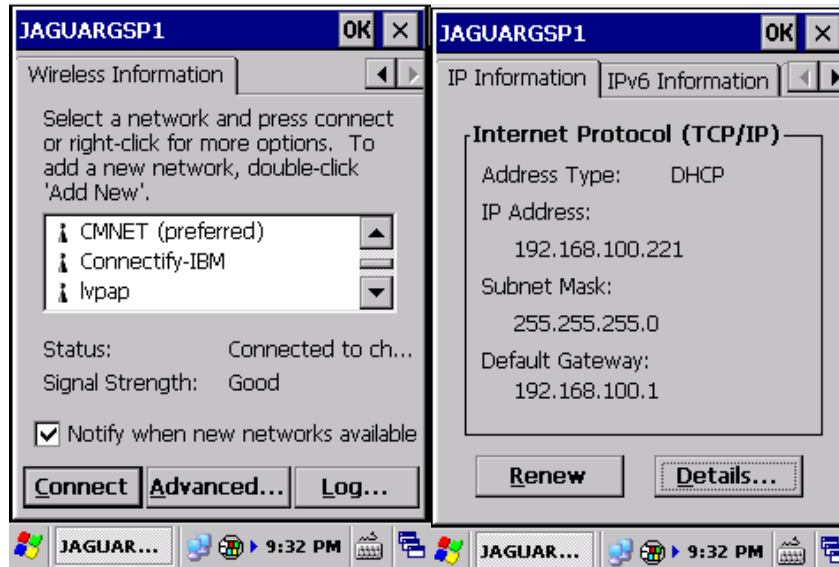 JAGUARGSP1 OK ×
Wireless Information
Select a network and press connect
or right-click for more options. To
add a new network, double-click
'Add New'.
CMNET (preferred)
Connectify-IBM
lvpap
Status: Connected to ch...
Signal Strength: Good
Notify when new networks available
Connect Advanced... Log...
JAGUAR... 9:32 PM
JAGUARGSP1 OK ×
IP Information IPv6 Information
Internet Protocol (TCP/IP)
Address Type: DHCP
IP Address:
192.168.100.221
Subnet Mask:
255.255.255.0
Default Gateway:
192.168.100.1
Renew Details...
JAGUAR... 9:32 PM